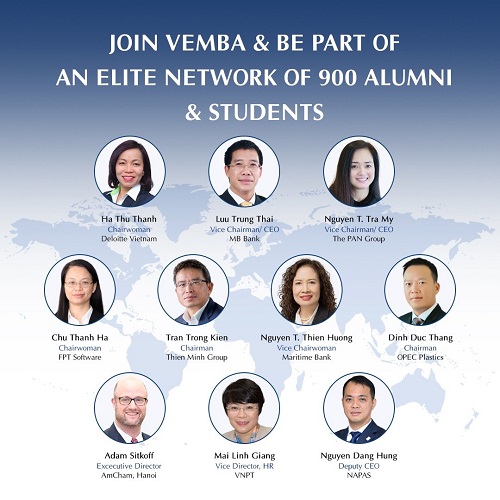 JOIN VEMBA & BE PART OF
AN ELITE NETWORK OF 900 ALUMNI
& STUDENTS
Ha Thu Thanh
Chairwoman
Deloitte Vietnam
Luu Trung Thai
Vice Chairman/ CEO
MB Bank
Nguyen T. Tra My
Vice Chairman/ CEO
The PAN Group
Chu Thanh Ha
Chairwoman
FPT Software
Tran Trong Kien
Chairman
Thien Minh Group
Nguyen T. Thien Huong
Vice Chairwoman
Maritime Bank
Dinh Duc Thang
Chairman
OPEC Plastics
Adam Sitkoff
Excecutive Director
AmCham, Hanoi
Mai Linh Giang
Vice Director, HR
VNPT
Nguyen Dang Hung
Deputy CEO
NAPAS